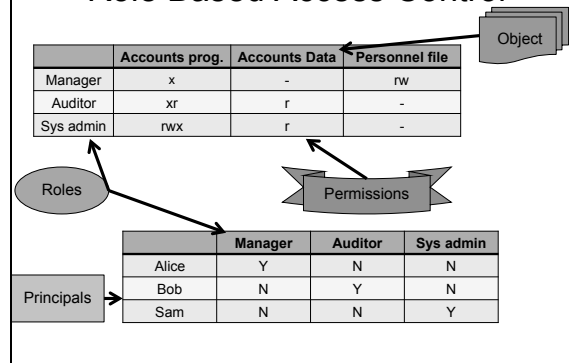 Role Based Access Control
Object
Accounts prog. Accounts Data Personnel file
Manager x - rw
Auditor xr r -
Sys admin rwx r -
Roles
Permissions
Manager Auditor Sys admin
Alice Y N N
Bob N Y N
Sam N N Y
Principals